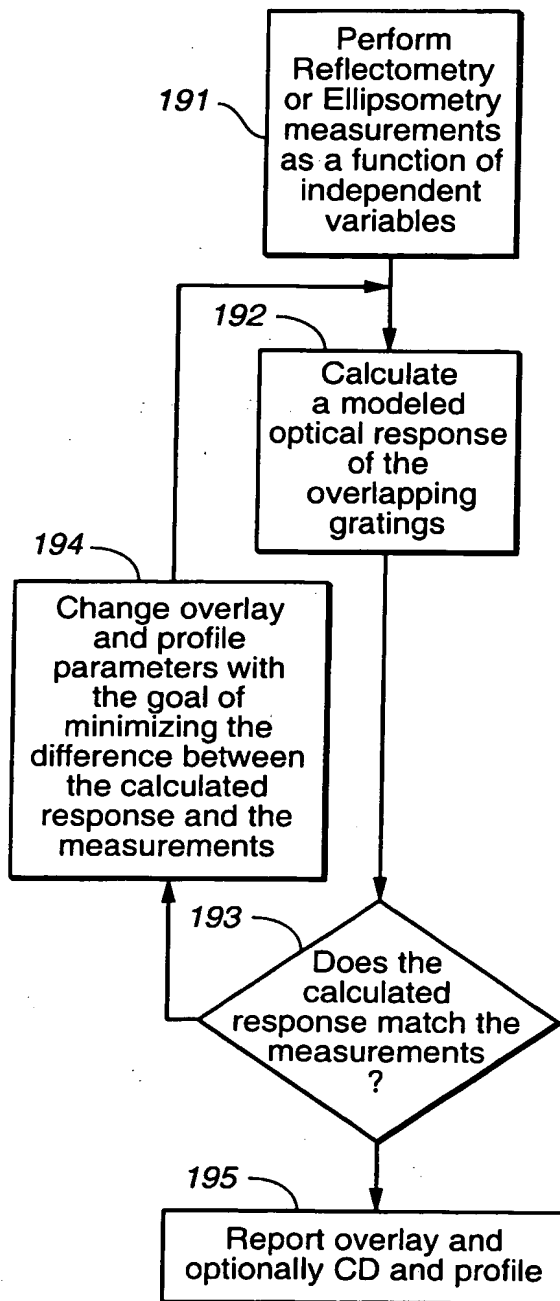 191
Perform
Reflectometry
or Ellipsometry
measurements
as a function of
independent
variables
192
Calculate
a modeled
optical response
of the
overlapping
gratings
194
Change overlay
and profile
parameters with
the goal of
minimizing the
difference between
the calculated
response and the
measurements
193
Does the
calculated
response match the
measurements
?
195
Report overlay and
optionally CD and profile